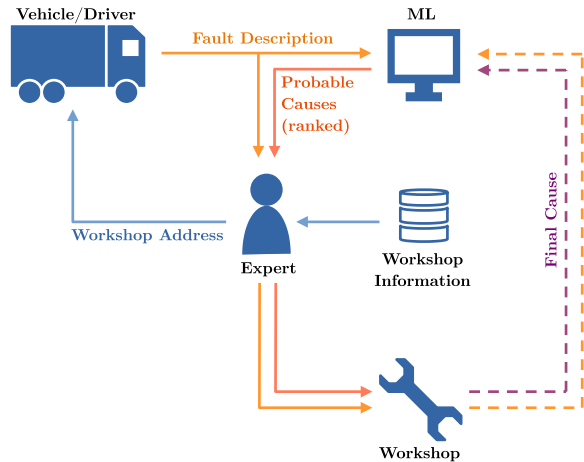 Vehicle/Driver
ML
Fault Description
Probable
Causes
(ranked)
Final Cause
Workshop Address
Expert
Workshop
Information
Workshop